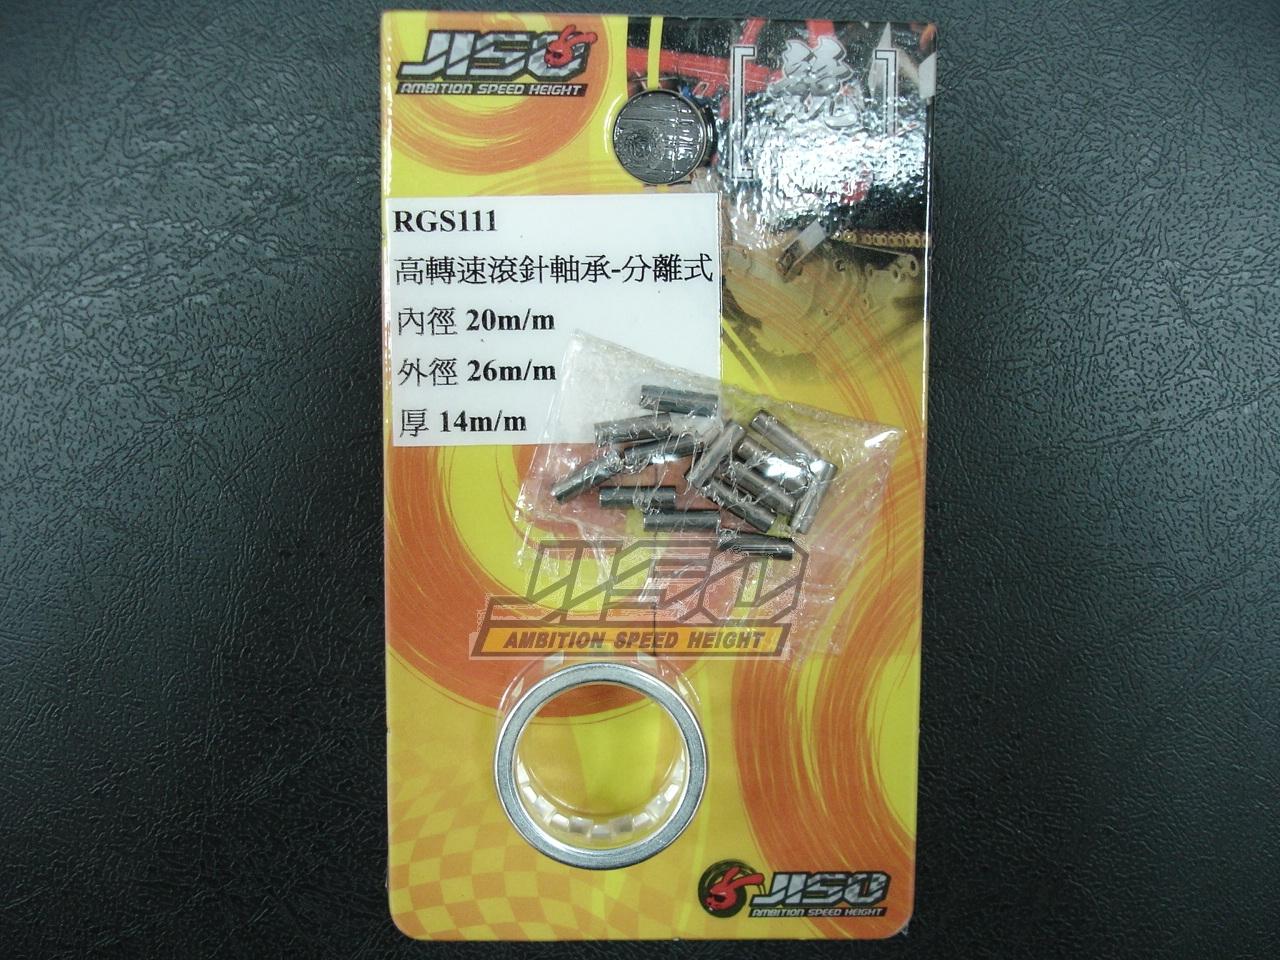 JISO
AMBITION SPEED HEIGHT
RGS111
高轉速滾針軸承-分離式
內徑 20m/m
外徑 26m/m
厚 14m/m
JISO
AMBITION SPEED HEIGHT
JISO
AMBITION SPEED HEIGHT